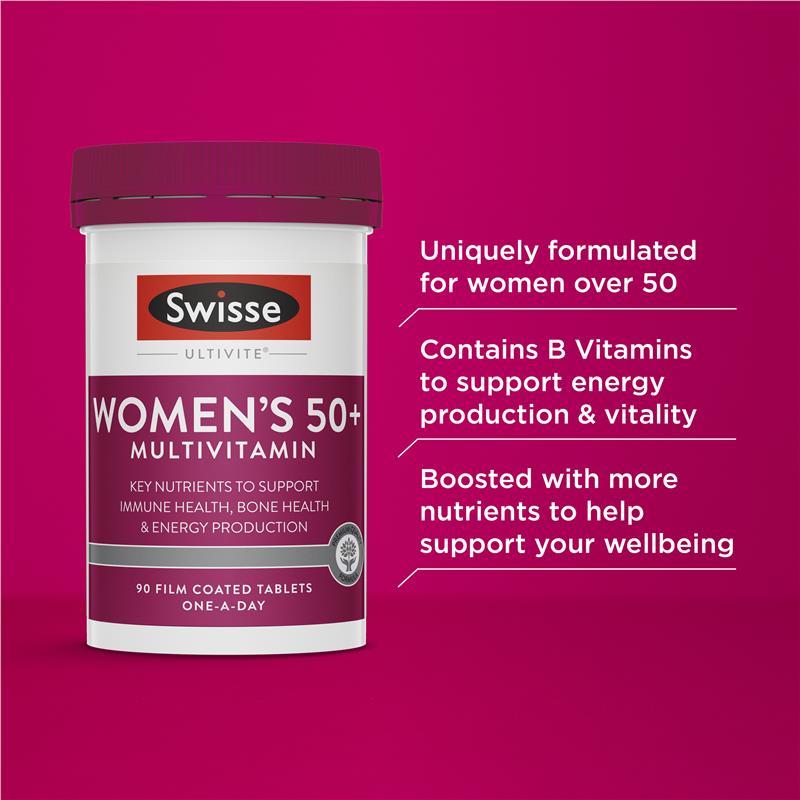 Swisse
ULTIVITE®
WOMEN'S 50+
MULTIVITAMIN
KEY NUTRIENTS TO SUPPORT
IMMUNE HEALTH, BONE HEALTH
& ENERGY PRODUCTION
90 FILM COATED TABLETS
ONE-A-DAY
Uniquely formulated
for women over 50
Contains B Vitamins
to support energy
production & vitality
Boosted with more
nutrients to help
support your wellbeing